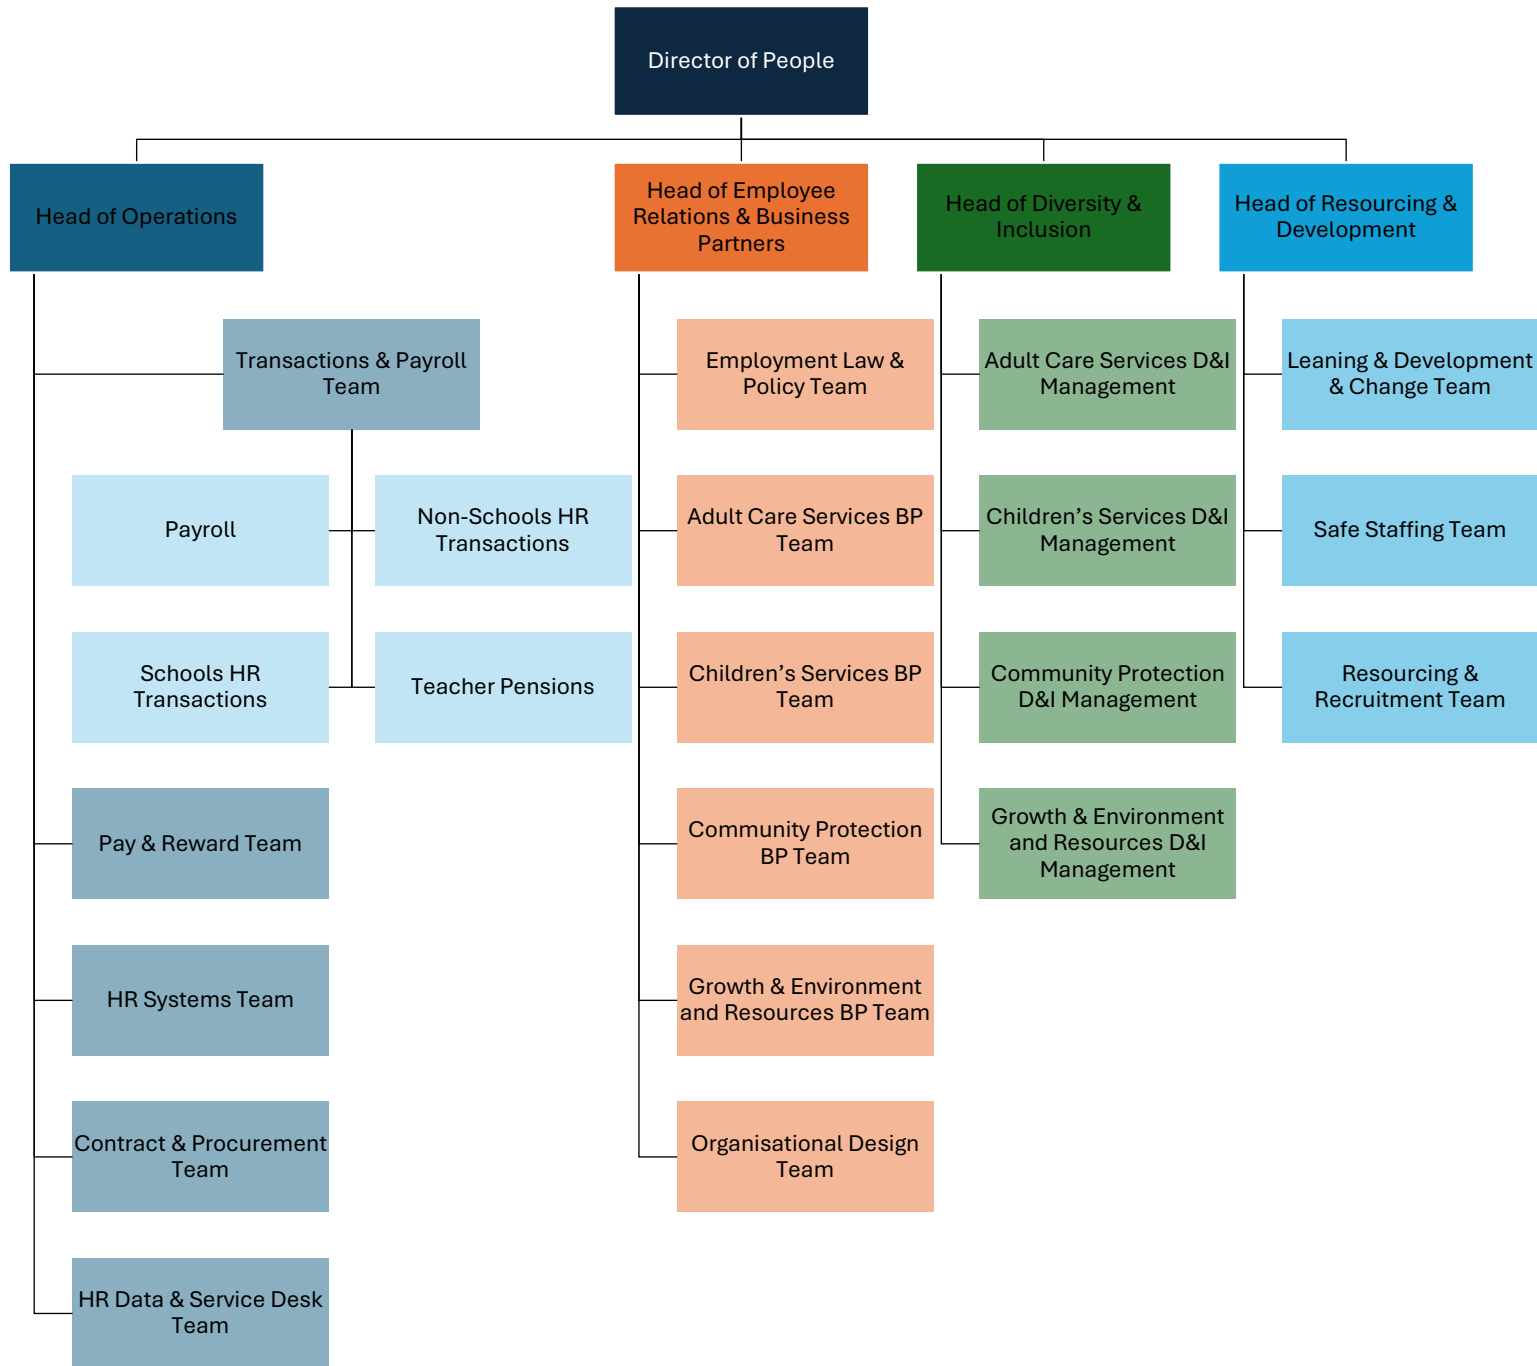 Director of People
Head of Operations
Head of Employee
Relations & Business
Partners
Head of Diversity &
Inclusion
Head of Resourcing &
Development
Transactions & Payroll
Team
Payroll
Non-Schools HR
Transactions
Schools HR
Transactions
Teacher Pensions
Pay & Reward Team
HR Systems Team
Contract & Procurement
Team
HR Data & Service Desk
Team
Employment Law &
Policy Team
Adult Care Services BP
Team
Children’s Services BP
Team
Community Protection
BP Team
Growth & Environment
and Resources BP Team
Organisational Design
Team
Adult Care Services D&I
Management
Children’s Services D&I
Management
Community Protection
D&I Management
Growth & Environment
and Resources D&I
Management
Leaning & Development
& Change Team
Safe Staffing Team
Resourcing &
Recruitment Team